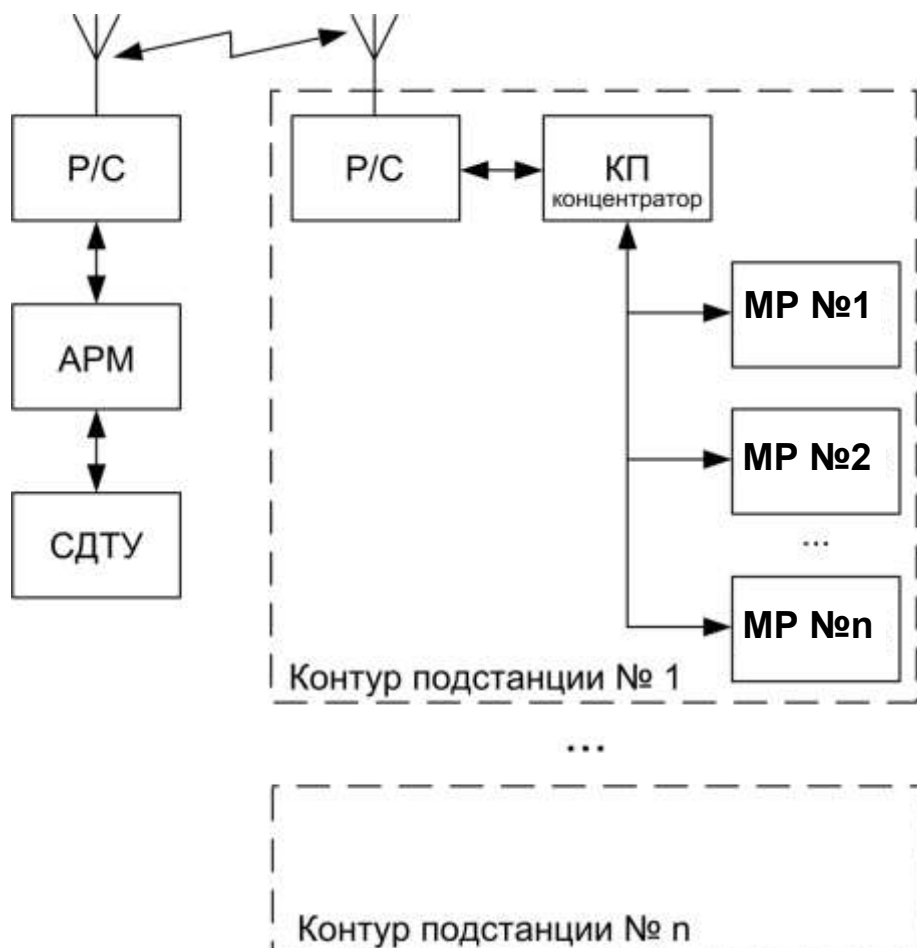 Р/С
АРМ
СДТУ
Р/С
КП
концентратор
МР №1
МР №2
...
МР №n
Контур подстанции № 1
...
Контур подстанции № n